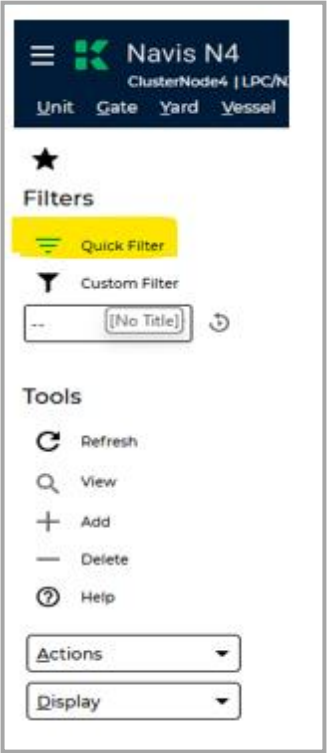 Navis N4
ClusterNode4 | LPC/NZ
Unit Gate Yard Vessel
Filters
Quick Filter
Custom Filter
-- [No Title]
Tools
Refresh
View
Add
Delete
Help
Actions
Display